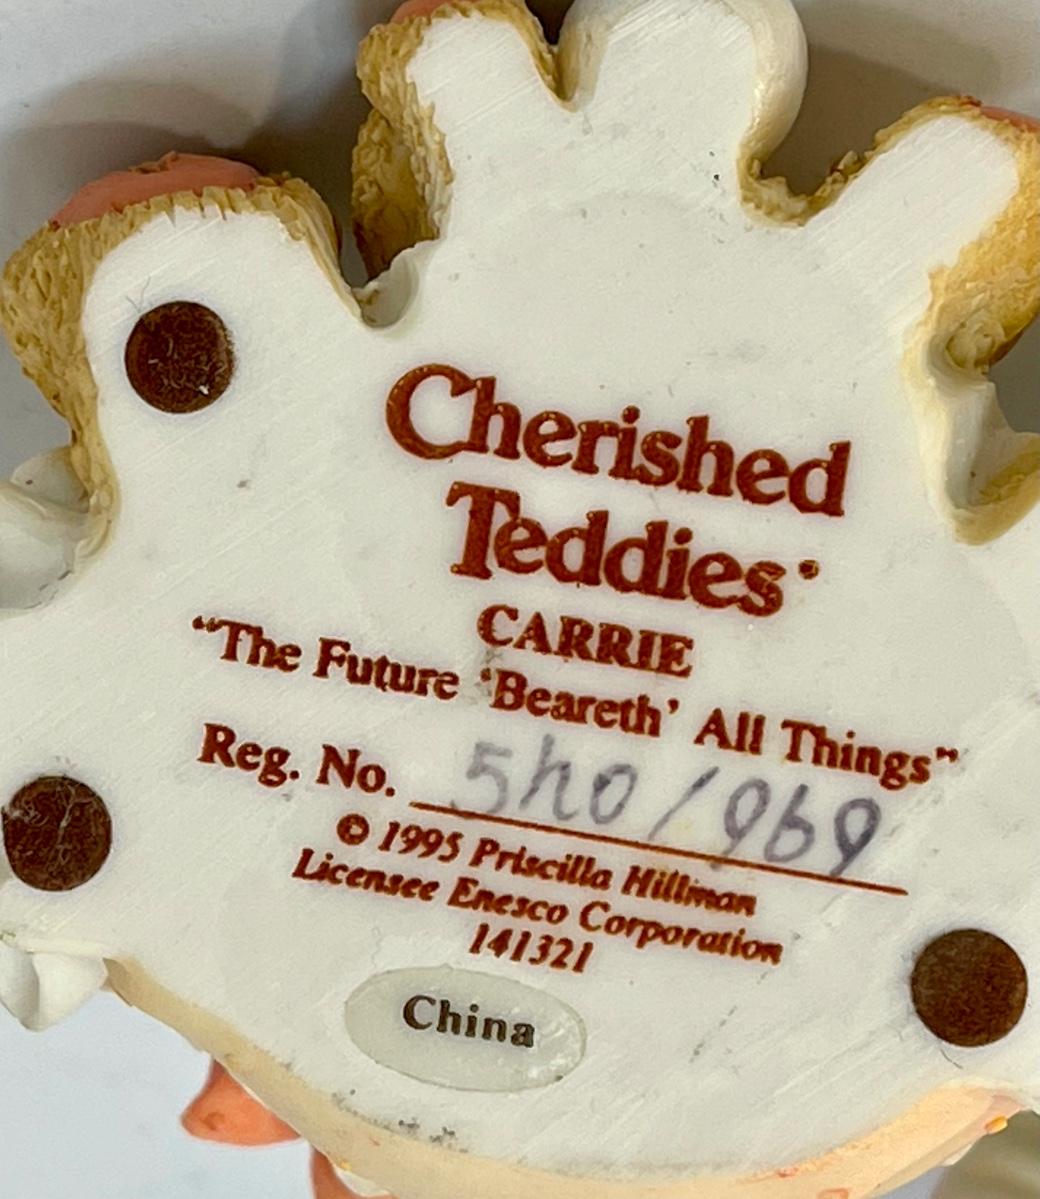 Cherished
Teddies®
CARRIE
“The Future ‘Beareth’ All Things”
Reg. No. 5H0/969
© 1995 Priscilla Hillman
Licensee Enesco Corporation
141321
China